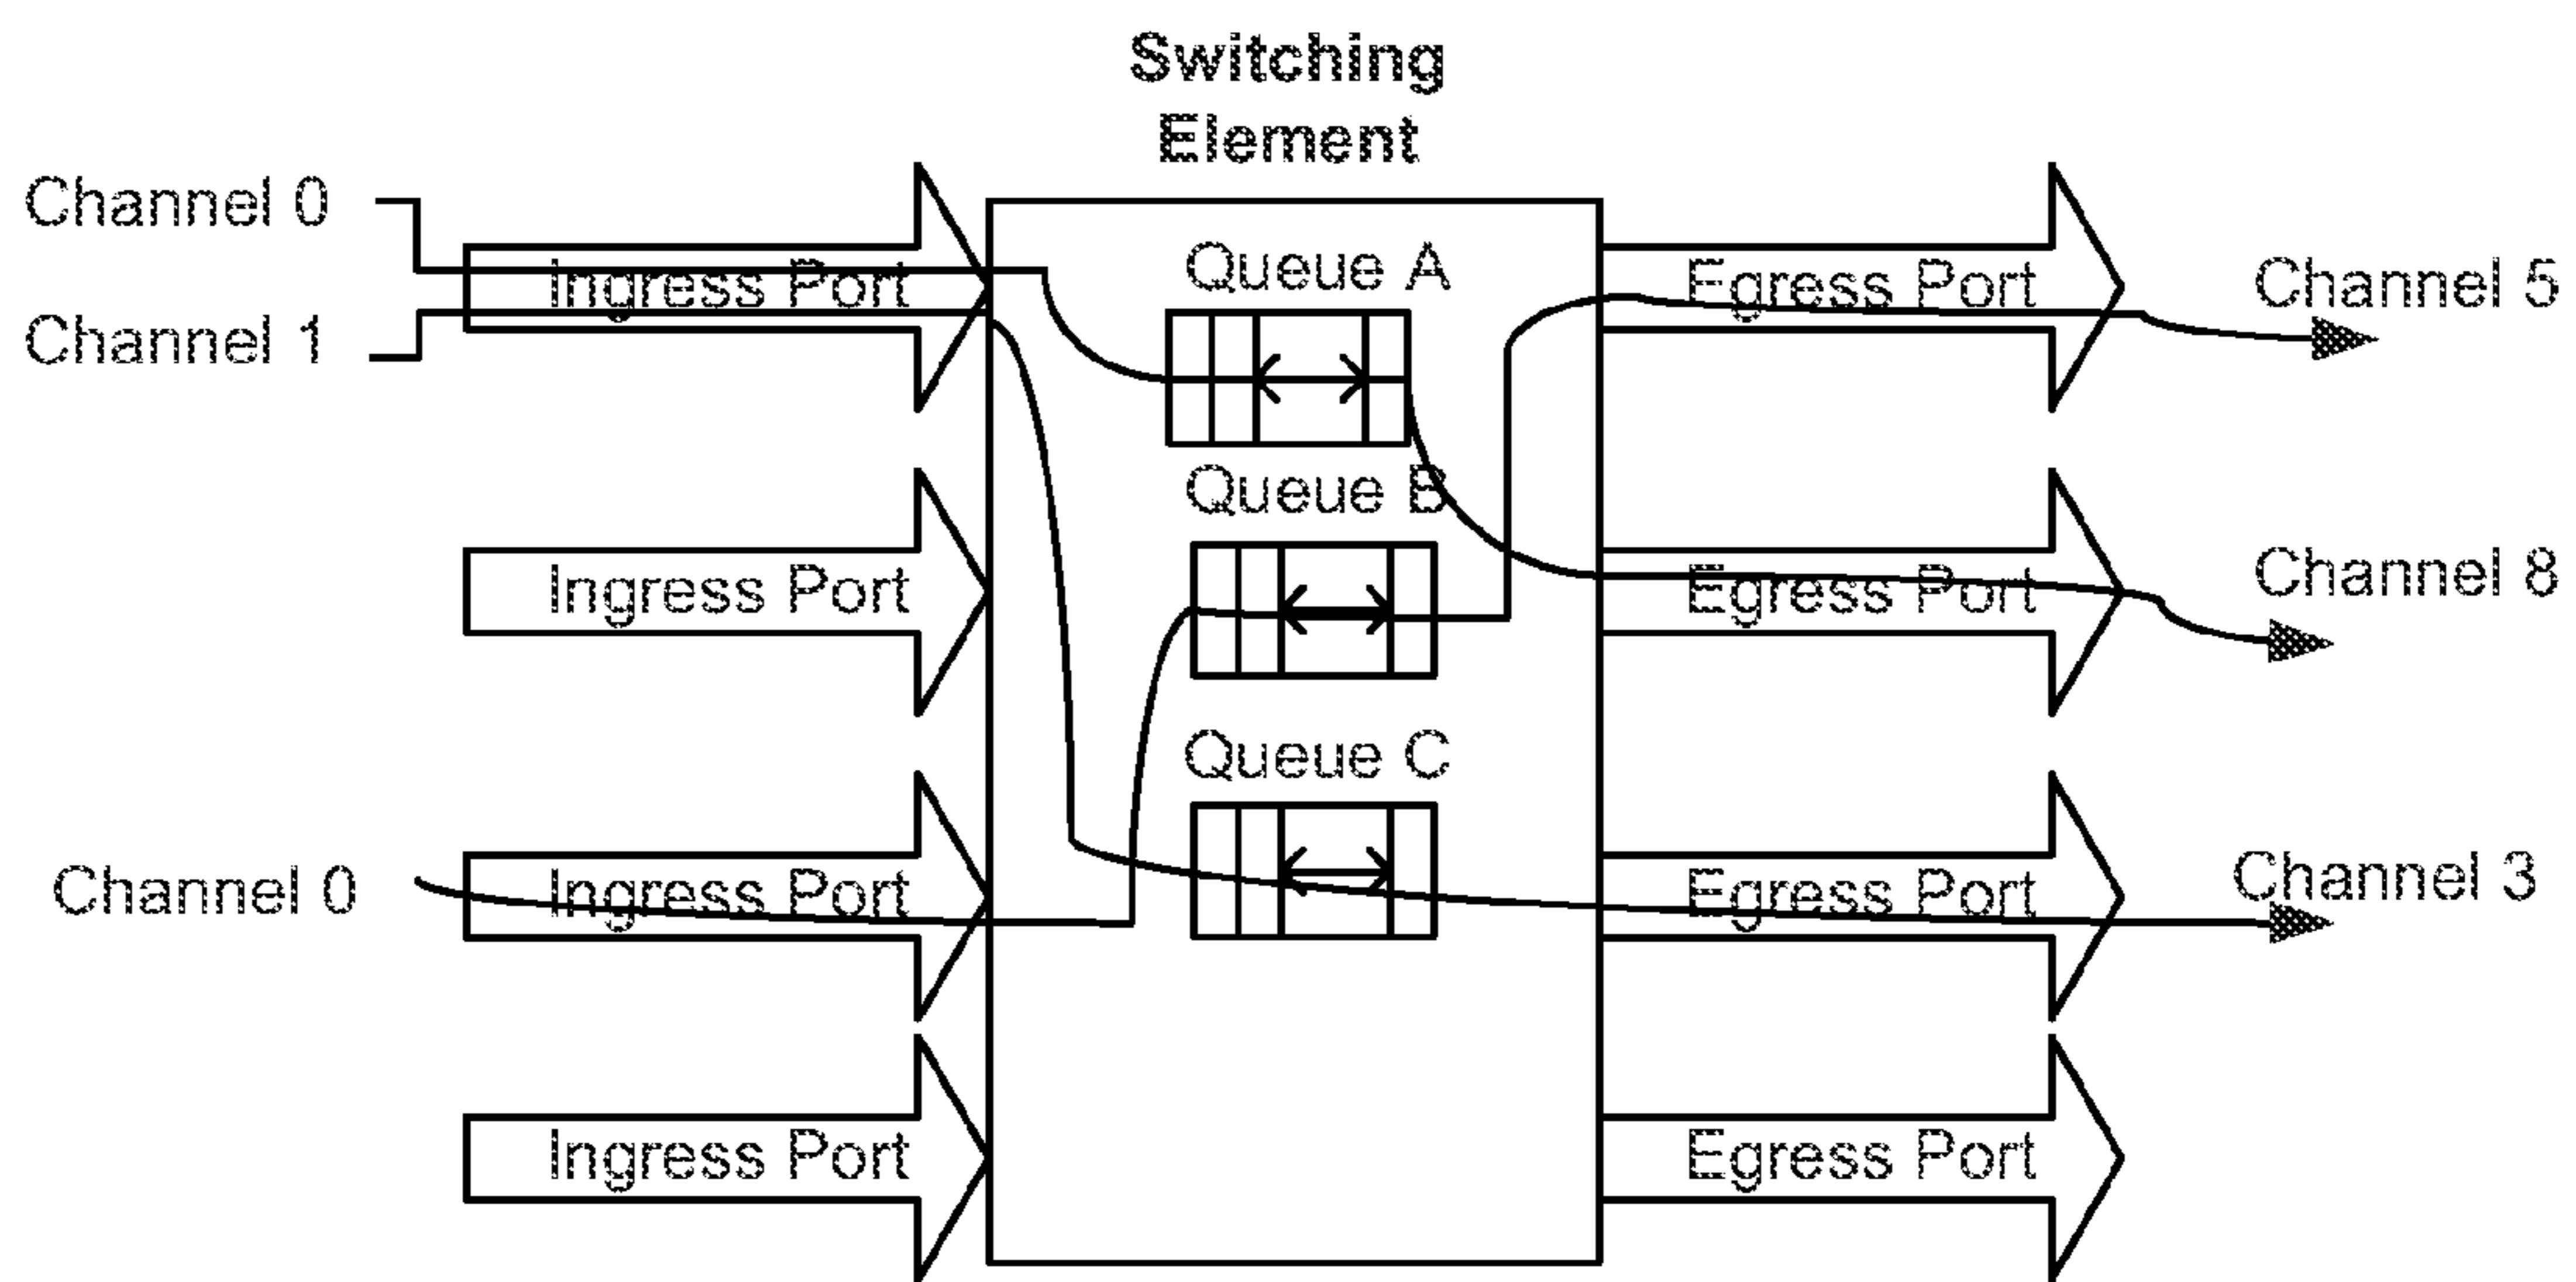 Switching
Element
Channel 0
Channel 1
Ingress Port
Queue A
Egress Port
Channel 5
Queue B
Ingress Port
Egress Port
Channel 8
Queue C
Channel 0
Ingress Port
Egress Port
Channel 3
Ingress Port
Egress Port